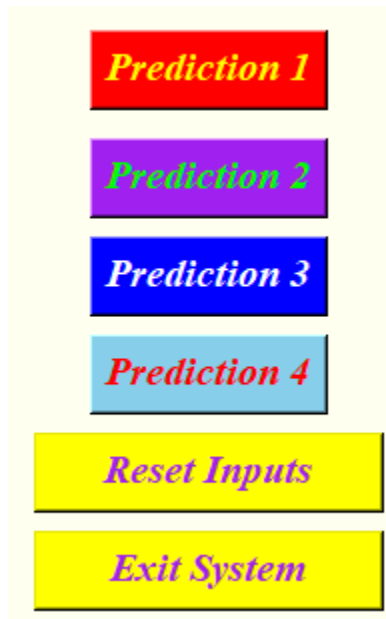 Prediction 1
Prediction 2
Prediction 3
Prediction 4
Reset Inputs
Exit System